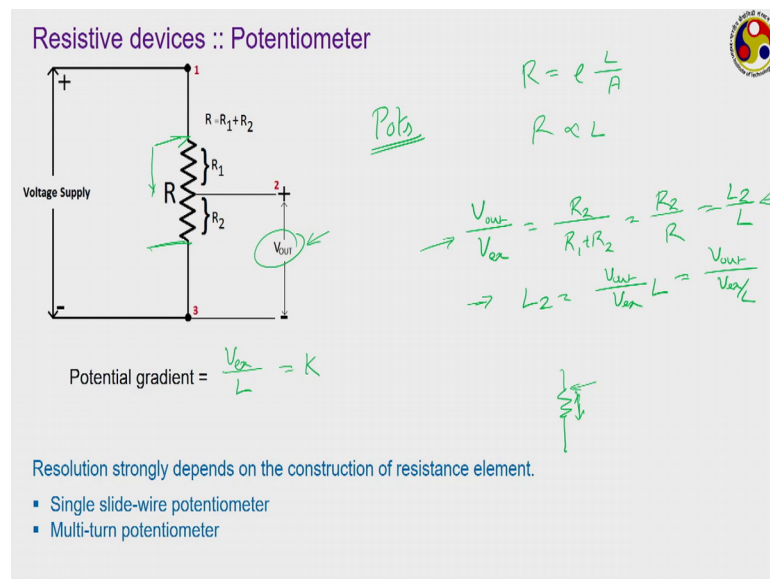 Resistive devices :: Potentiometer
1
+
R=R1+R2
Pots
R = ρ L/A
R ∝ L
}R1
Voltage Supply
R
2
+
}R2
VOUT
Vout/Vex = R2/R1+R2 = R2/R = L2/L
→ L2 = Vout/Vex L = Vout/Vex/L
-
3
-
Potential gradient = Vex/L = K
Resolution strongly depends on the construction of resistance element.
▪ Single slide-wire potentiometer
▪ Multi-turn potentiometer